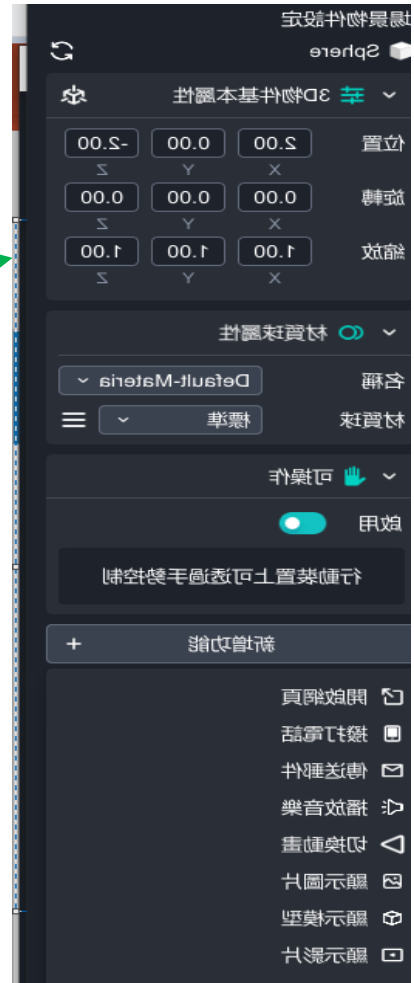 場景物件設定
Sphere
3D物件基本屬性
位置 2.00 0.00 -2.00
X Y Z
旋轉 0.00 0.00 0.00
X Y Z
縮放 1.00 1.00 1.00
X Y Z
材質球屬性
名稱 Default-Materia
材質球 標準
可操作
啟用
行動裝置上可透過手勢控制
新增功能 +
開啟網頁
撥打電話
傳送郵件
播放音樂
切換動畫
顯示圖片
顯示模型
顯示影片